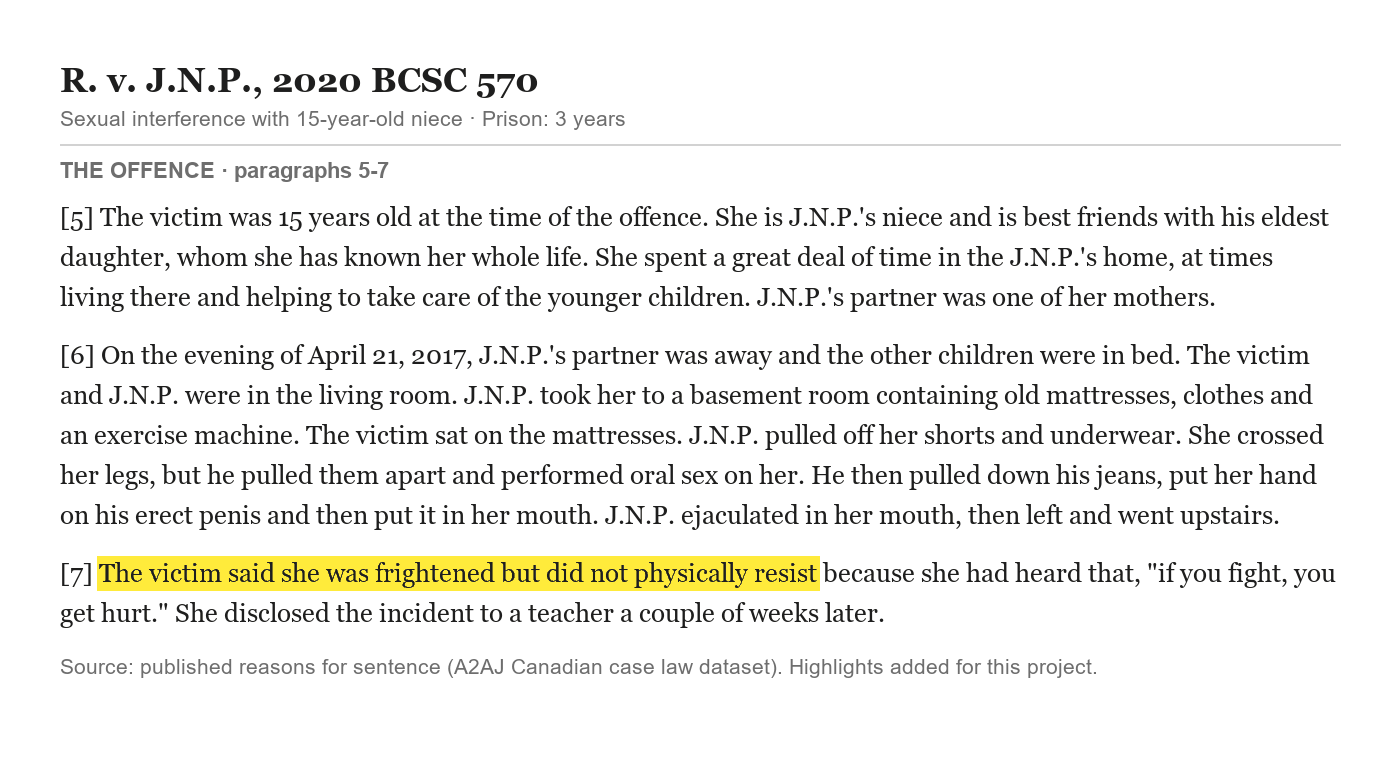 R. v. J.N.P., 2020 BCSC 570
Sexual interference with 15-year-old niece · Prison: 3 years
THE OFFENCE · paragraphs 5-7
[5] The victim was 15 years old at the time of the offence. She is J.N.P.'s niece and is best friends with his eldest
daughter, whom she has known her whole life. She spent a great deal of time in the J.N.P.'s home, at times
living there and helping to take care of the younger children. J.N.P.'s partner was one of her mothers.
[6] On the evening of April 21, 2017, J.N.P.'s partner was away and the other children were in bed. The victim
and J.N.P. were in the living room. J.N.P. took her to a basement room containing old mattresses, clothes and
an exercise machine. The victim sat on the mattresses. J.N.P. pulled off her shorts and underwear. She crossed
her legs, but he pulled them apart and performed oral sex on her. He then pulled down his jeans, put her hand
on his erect penis and then put it in her mouth. J.N.P. ejaculated in her mouth, then left and went upstairs.
[7] The victim said she was frightened but did not physically resist because she had heard that, "if you fight, you
get hurt." She disclosed the incident to a teacher a couple of weeks later.
Source: published reasons for sentence (A2AJ Canadian case law dataset). Highlights added for this project.